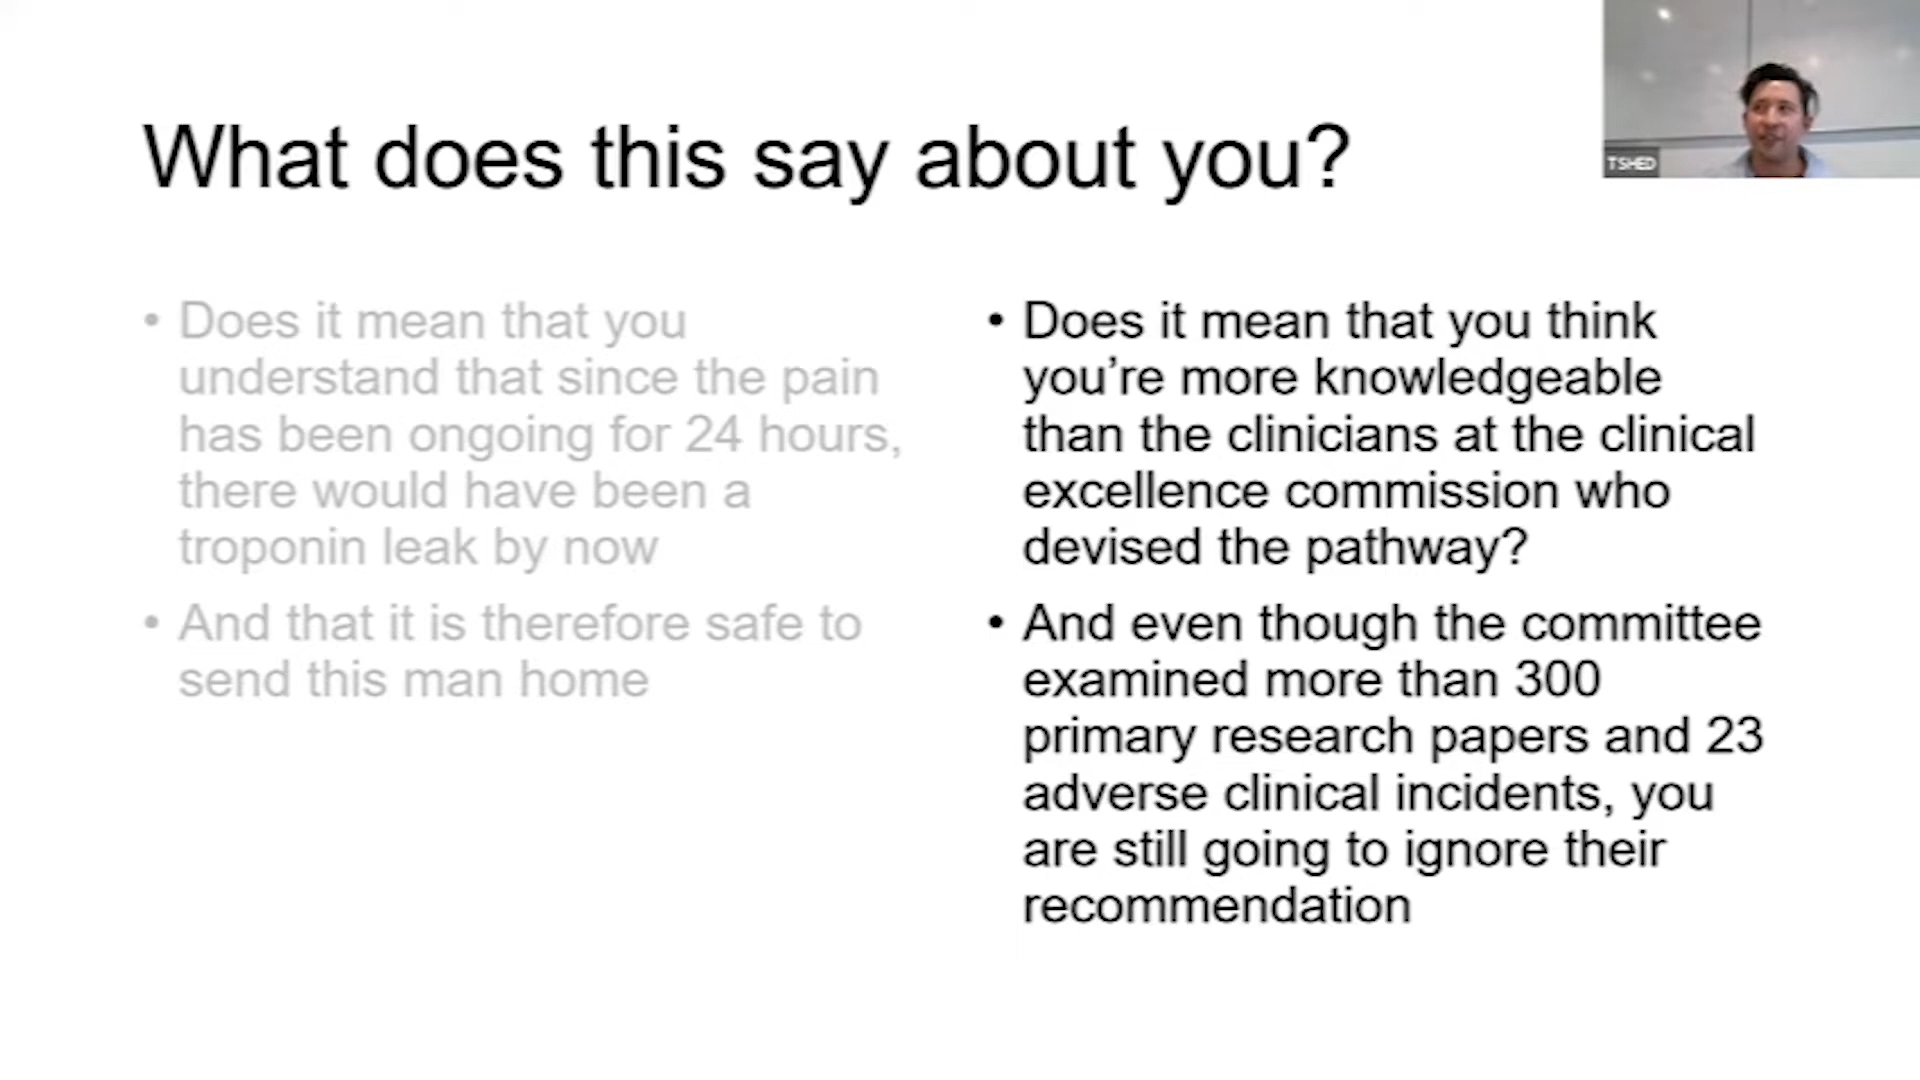 What does this say about you?
TSHED
• Does it mean that you
understand that since the pain
has been ongoing for 24 hours,
there would have been a
troponin leak by now
• And that it is therefore safe to
send this man home
• Does it mean that you think
you’re more knowledgeable
than the clinicians at the clinical
excellence commission who
devised the pathway?
• And even though the committee
examined more than 300
primary research papers and 23
adverse clinical incidents, you
are still going to ignore their
recommendation